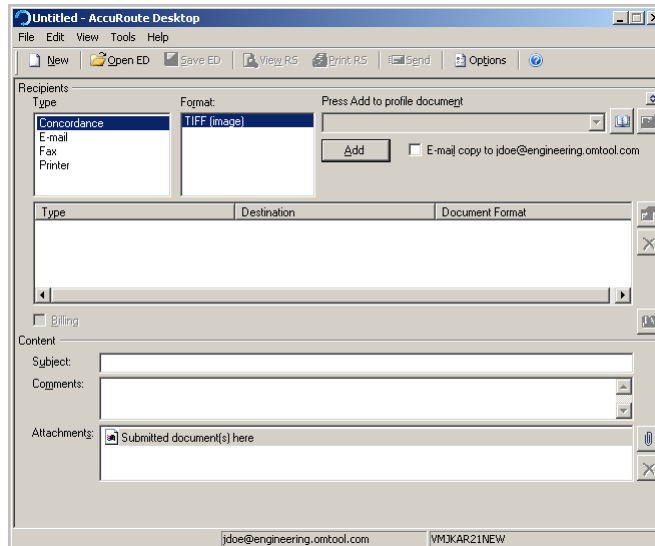 Untitled - AccuRoute Desktop
File Edit View Tools Help
New Open ED Save ED View RS Print RS Send Options
Recipients
Type Format: Press Add to profile document
Concordance TIFF (image)
E-mail
Fax
Printer
Add E-mail copy to jdoe@engineering.omtool.com
Type Destination Document Format
Billing
Content
Subject:
Comments:
Attachments: Submitted document(s) here
jdoe@engineering.omtool.com VMJKAR21NEW